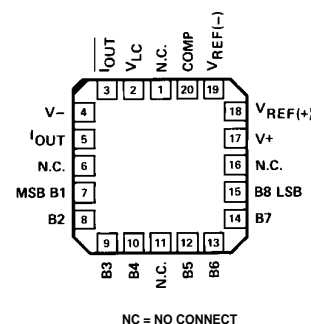 I̅O̅U̅T̅
VLC
N.C.
COMP
VREF(−)
3 2 1 20 19
V− 4
IOUT 5
N.C. 6
MSB B1 7
B2 8
18 VREF(+)
17 V+
16 N.C.
15 B8 LSB
14 B7
9 10 11 12 13
B3
B4
N.C.
B5
B6
NC = NO CONNECT